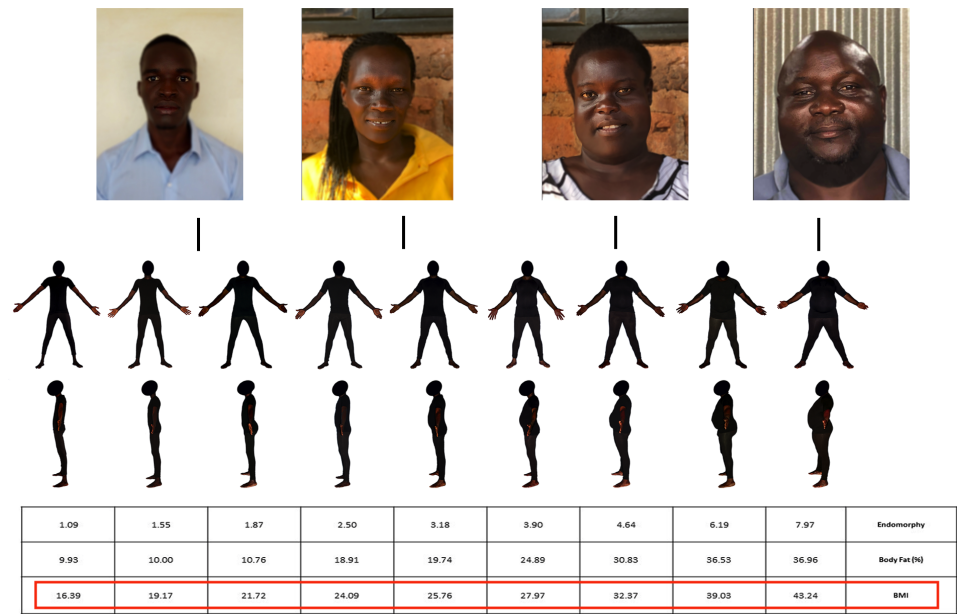 1.09 1.55 1.87 2.50 3.18 3.90 4.64 6.19 7.97 Endomorphy
9.93 10.00 10.76 18.91 19.74 24.89 30.83 36.53 36.96 Body Fat (%)
16.39 19.17 21.72 24.09 25.76 27.97 32.37 39.03 43.24 BMI